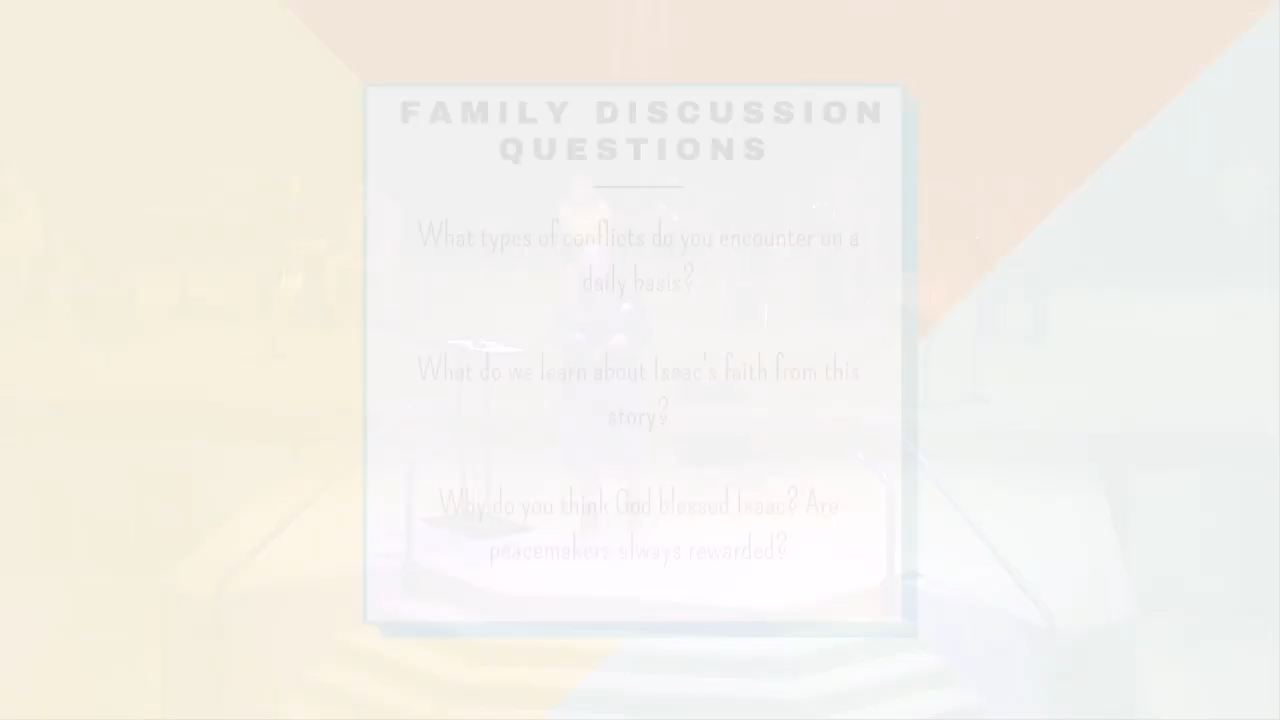 FAMILY DISCUSSION
QUESTIONS
What types of conflicts do you encounter on a
daily basis?
What do we learn about Isaac's faith from this
story?
Why do you think God blessed Isaac? Are
peacemakers always rewarded?